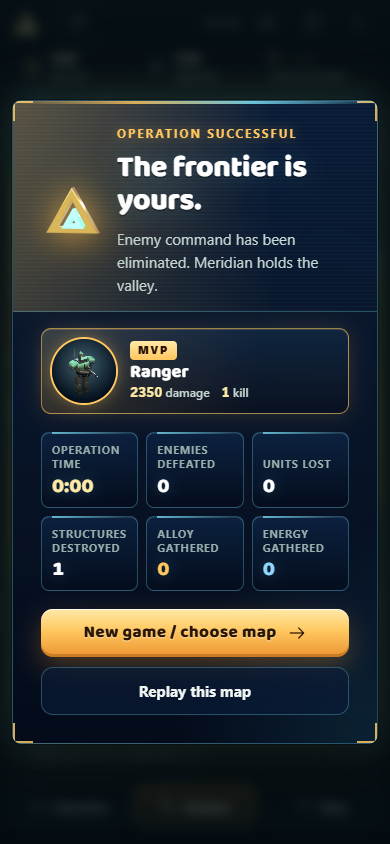 OPERATION SUCCESSFUL
The frontier is
yours.
Enemy command has been
eliminated. Meridian holds the
valley.
MVP
Ranger
2350 damage 1 kill
OPERATION
TIME
0:00
ENEMIES
DEFEATED
0
UNITS LOST
0
STRUCTURES
DESTROYED
1
ALLOY
GATHERED
0
ENERGY
GATHERED
0
New game / choose map →
Replay this map